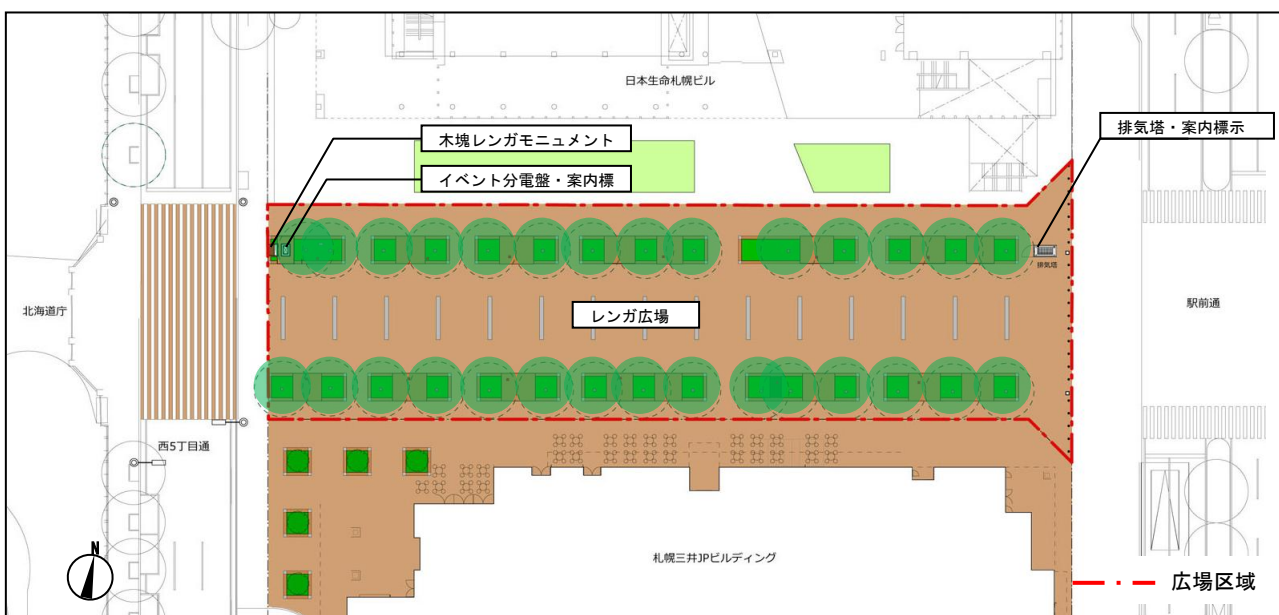 日本生命札幌ビル
排気塔・案内標示
木塊レンガモニュメント
イベント分電盤・案内標
排気塔
北海道庁
レンガ広場
駅前通
西5丁目通
N
札幌三井JPビルディング
広場区域